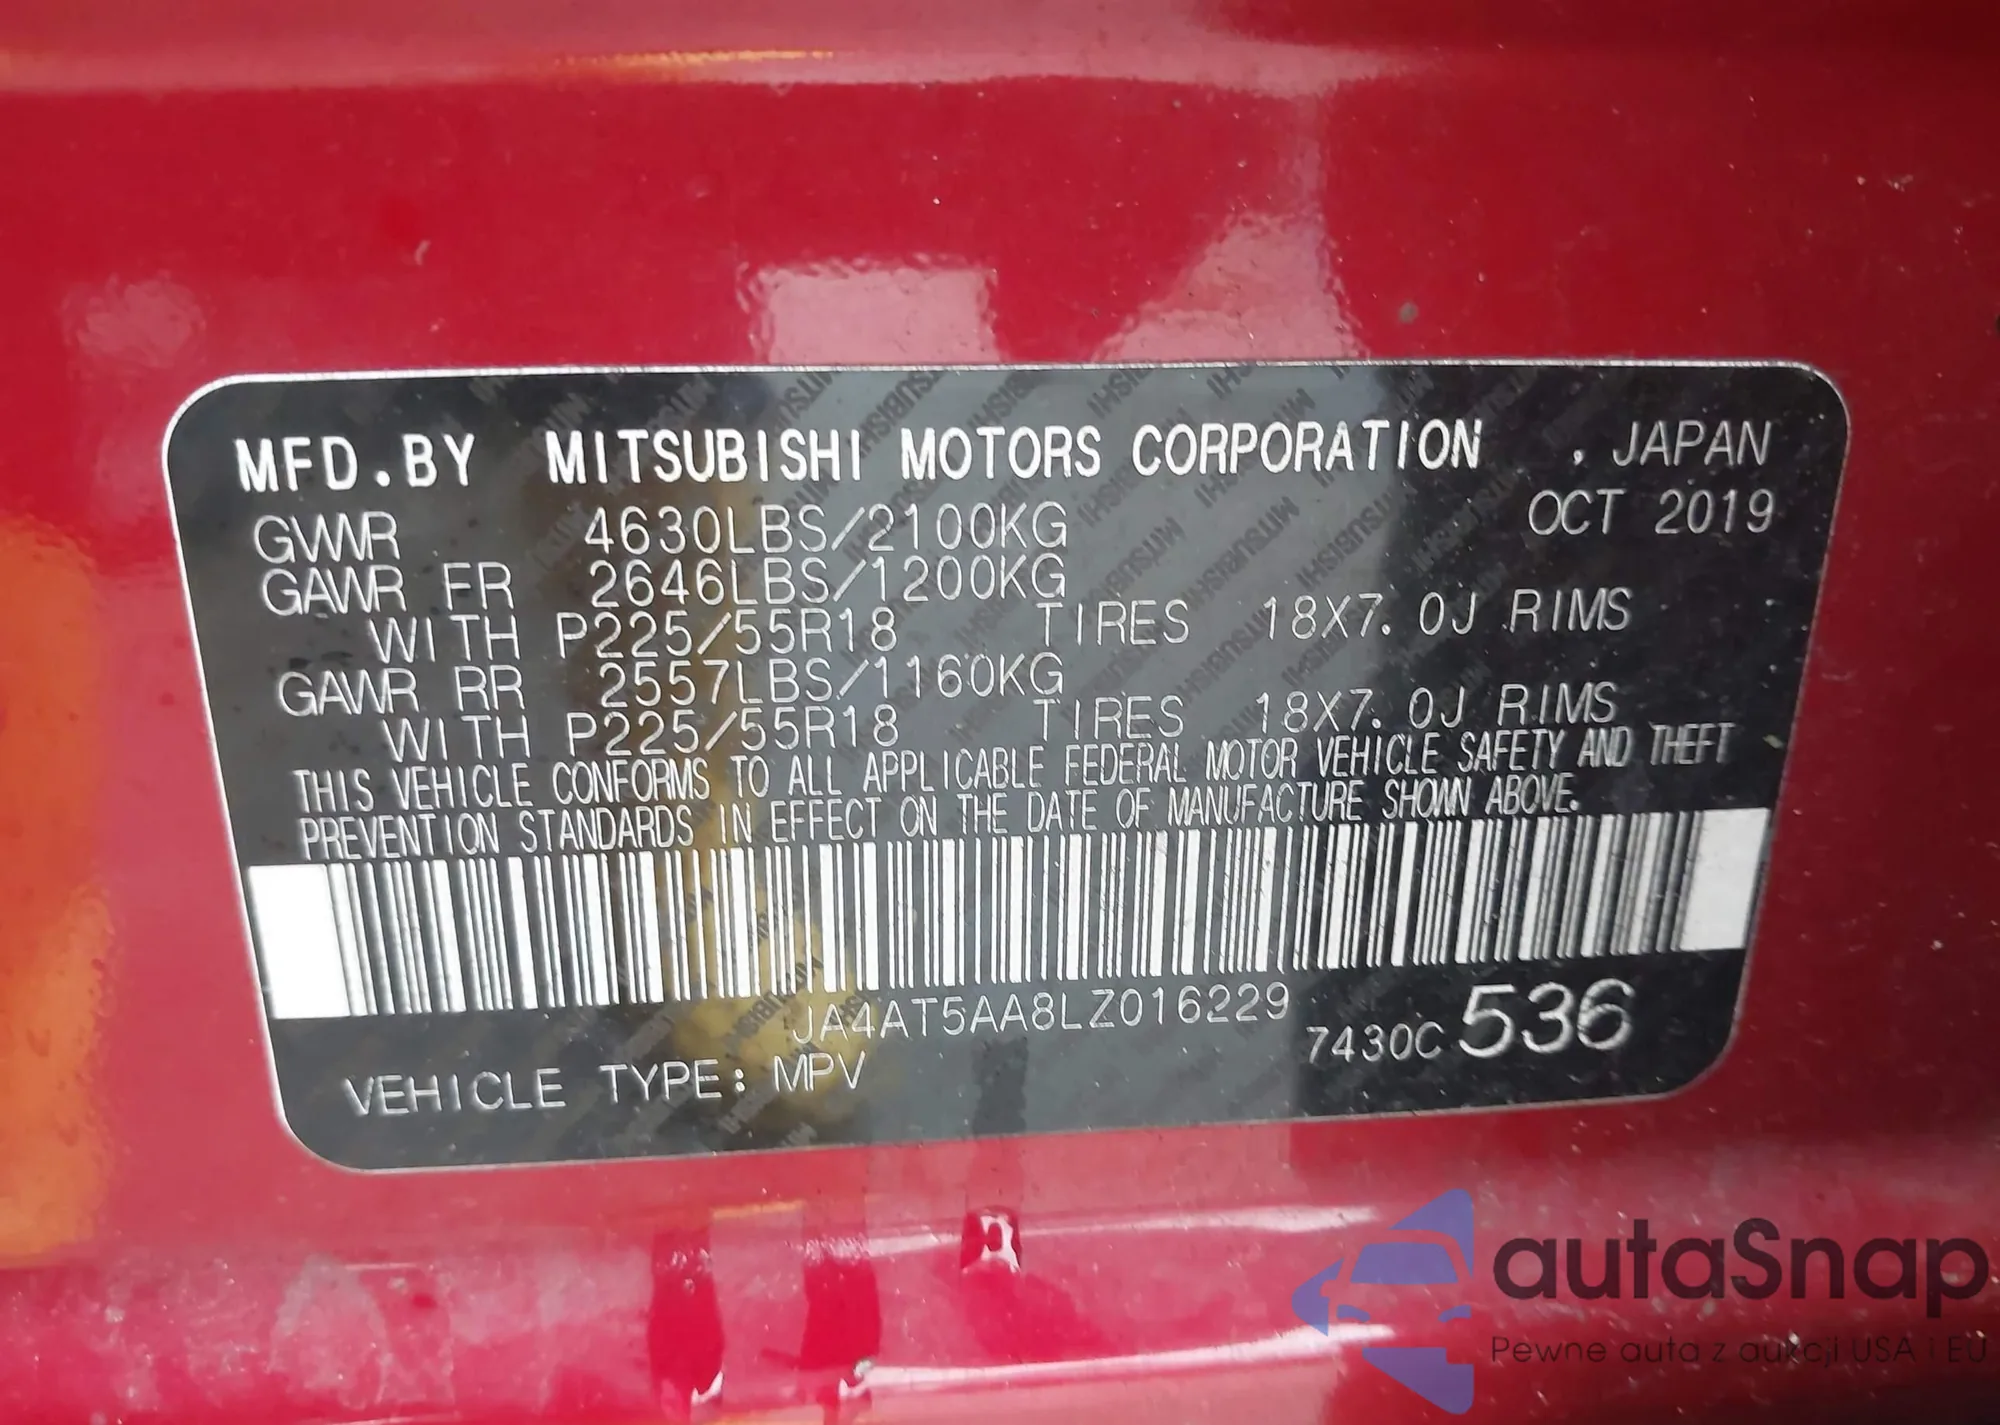 MFD.BY MITSUBISHI MOTORS CORPORATION . JAPAN
OCT 2019
GVWR 4630LBS/2100KG
GAWR FR 2646LBS/1200KG
WITH P225/55R18 TIRES 18X7.0J RIMS
GAWR RR 2557LBS/1160KG
WITH P225/55R18 TIRES 18X7.0J RIMS
THIS VEHICLE CONFORMS TO ALL APPLICABLE FEDERAL MOTOR VEHICLE SAFETY AND THEFT
PREVENTION STANDARDS IN EFFECT ON THE DATE OF MANUFACTURE SHOWN ABOVE.
JA4AT5AA8LZ016229
7430C 536
VEHICLE TYPE: MPV
autaSnap
Pewne auta z aukcji USA i EU